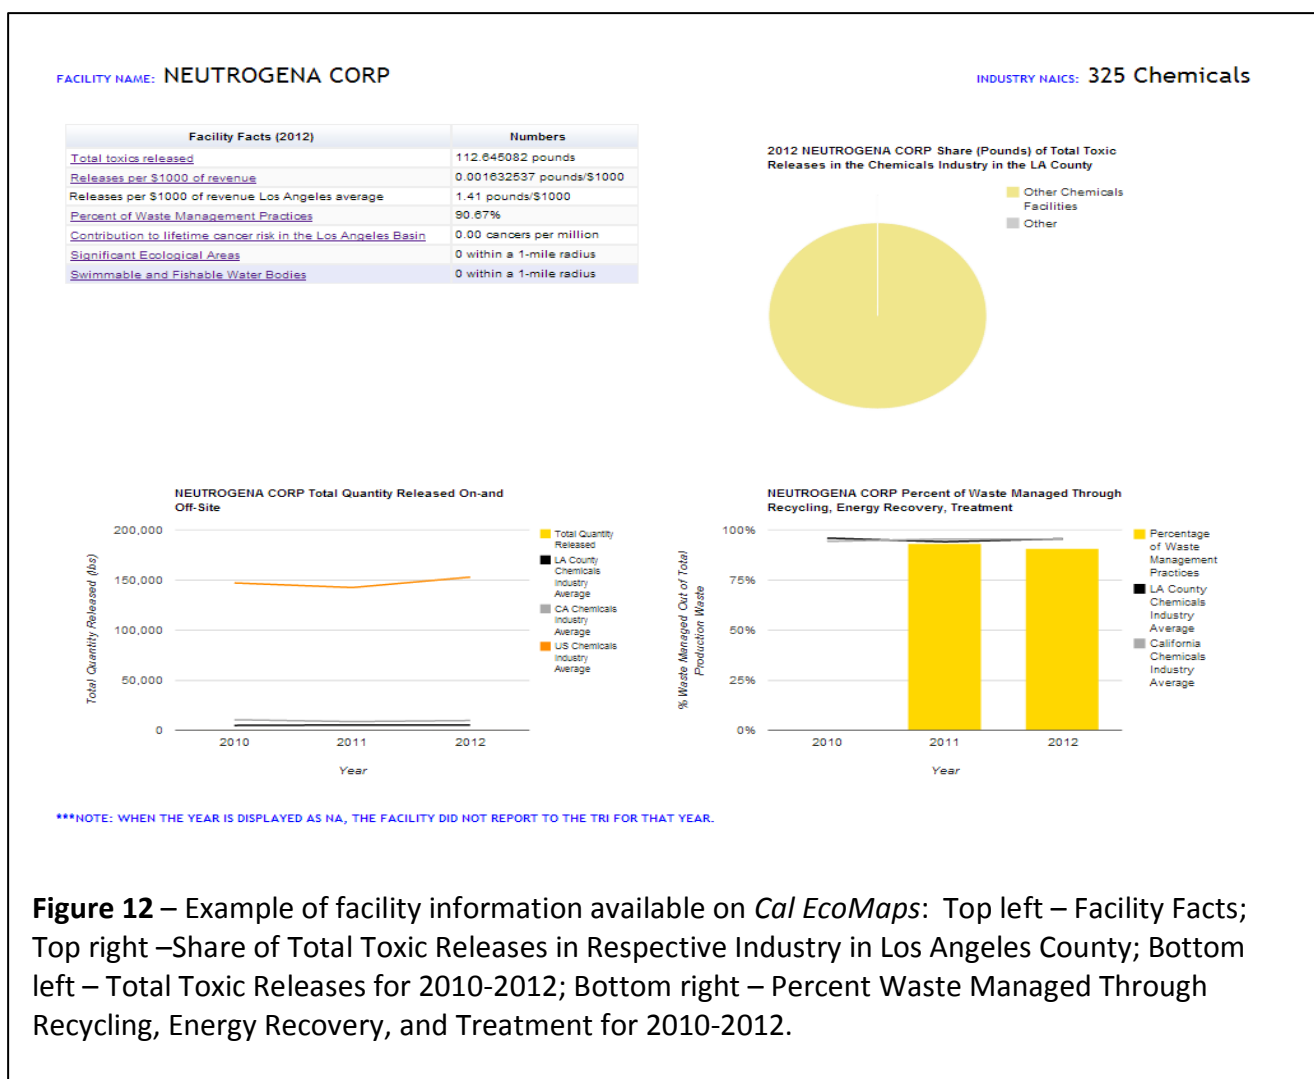 FACILITY NAME: NEUTROGENA CORP
INDUSTRY NAICS: 325 Chemicals
Facility Facts (2012) Numbers
Total toxics released 112.645082 pounds
Releases per $1000 of revenue 0.001632537 pounds/$1000
Releases per $1000 of revenue Los Angeles average 1.41 pounds/$1000
Percent of Waste Management Practices 90.67%
Contribution to lifetime cancer risk in the Los Angeles Basin 0.00 cancers per million
Significant Ecological Areas 0 within a 1-mile radius
Swimmable and Fishable Water Bodies 0 within a 1-mile radius
2012 NEUTROGENA CORP Share (Pounds) of Total Toxic
Releases in the Chemicals Industry in the LA County
Other Chemicals
Facilities
Other
NEUTROGENA CORP Total Quantity Released On-and
Off-Site
Total Quantity Released (lbs)
200,000
150,000
100,000
50,000
0
2010 2011 2012
Year
Total Quantity
Released
LA County
Chemicals
Industry
Average
CA Chemicals
Industry
Average
US Chemicals
Industry
Average
NEUTROGENA CORP Percent of Waste Managed Through
Recycling, Energy Recovery, Treatment
% Waste Managed Out of Total
Production Waste
100%
75%
50%
25%
0%
2010 2011 2012
Year
Percentage
of Waste
Management
Practices
LA County
Chemicals
Industry
Average
California
Chemicals
Industry
Average
***NOTE: WHEN THE YEAR IS DISPLAYED AS NA, THE FACILITY DID NOT REPORT TO THE TRI FOR THAT YEAR.
Figure 12 – Example of facility information available on Cal EcoMaps: Top left – Facility Facts;
Top right –Share of Total Toxic Releases in Respective Industry in Los Angeles County; Bottom
left – Total Toxic Releases for 2010-2012; Bottom right – Percent Waste Managed Through
Recycling, Energy Recovery, and Treatment for 2010-2012.